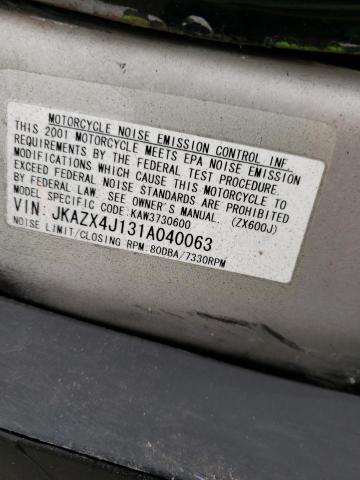 MOTORCYCLE NOISE EMISSION CONTROL INF.
THIS 2001 MOTORCYCLE MEETS EPA NOISE EMISSION
REQUIREMENTS BY THE FEDERAL TEST PROCEDURE.
MODIFICATIONS WHICH CAUSE THIS MOTORCYCLE TO
EXCEED FEDERAL NOISE STANDARDS ARE PROHIBITED
BY FEDERAL LAW. SEE OWNER'S MANUAL. (ZX600J)
MODEL SPECIFIC CODE:KAW3730600
VIN: JKAZX4J131A040063
NOISE LIMIT/CLOSING RPM 80DBA/7330RPM